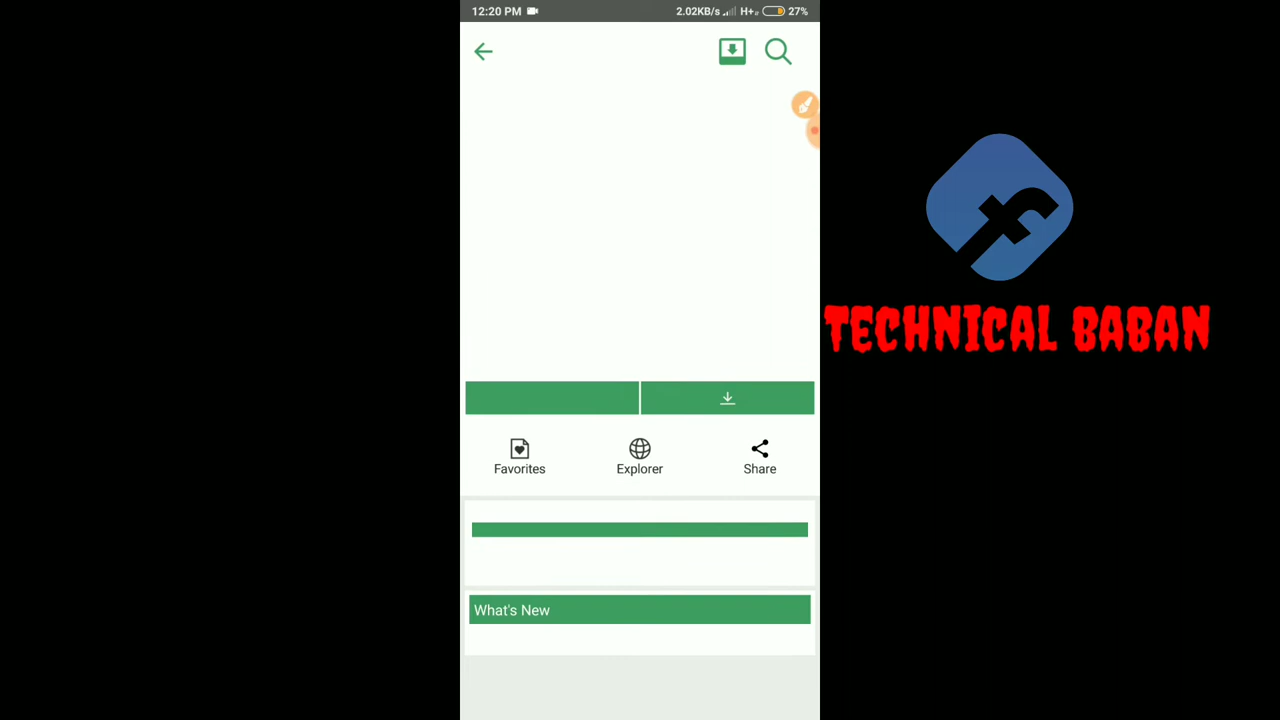 12:20 PM 2.02KB/s H+ 27%
Favorites Explorer Share
What's New
TECHNICAL BABAN